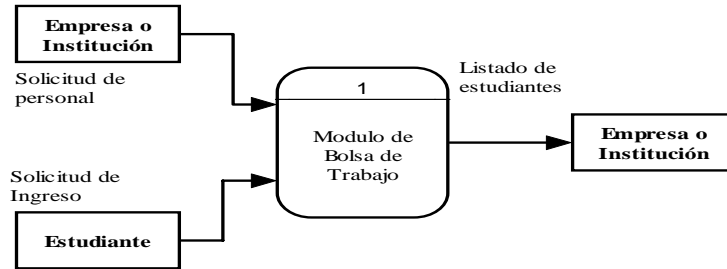 Empresa o
Institución
Solicitud de
personal
Solicitud de
Ingreso
Estudiante
1
Modulo de
Bolsa de
Trabajo
Listado de
estudiantes
Empresa o
Institución